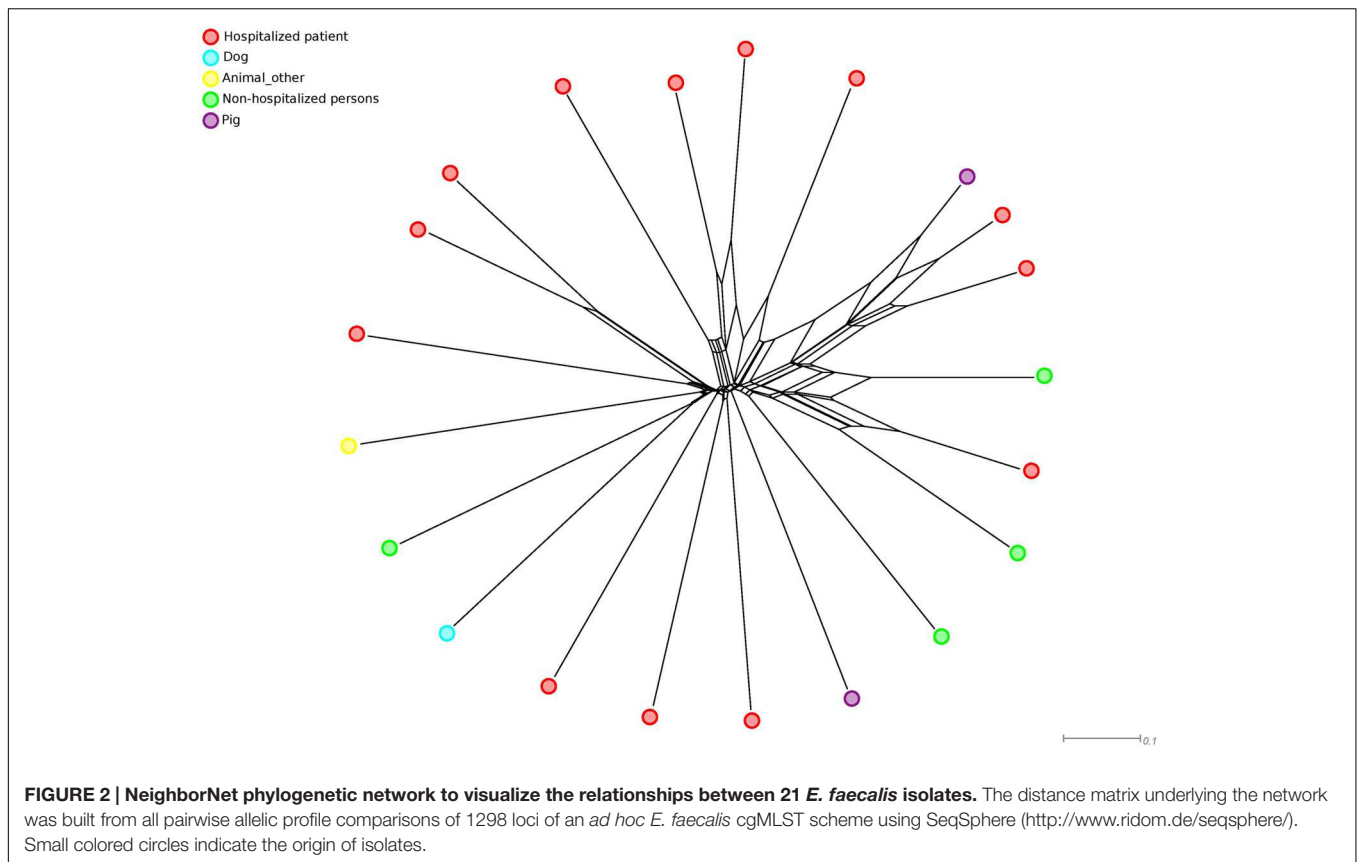 Hospitalized patient
Dog
Animal_other
Non-hospitalized persons
Pig
0.1
FIGURE 2 | NeighborNet phylogenetic network to visualize the relationships between 21 E. faecalis isolates. The distance matrix underlying the network
was built from all pairwise allelic profile comparisons of 1298 loci of an ad hoc E. faecalis cgMLST scheme using SeqSphere (http://www.ridom.de/seqsphere/).
Small colored circles indicate the origin of isolates.